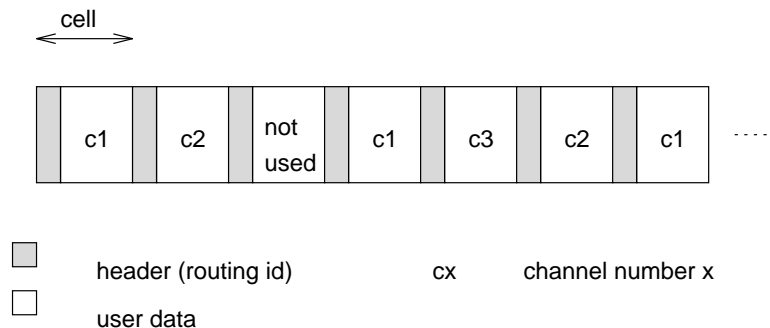 cell
c1 c2 not used c1 c3 c2 c1
header (routing id) cx channel number x
user data